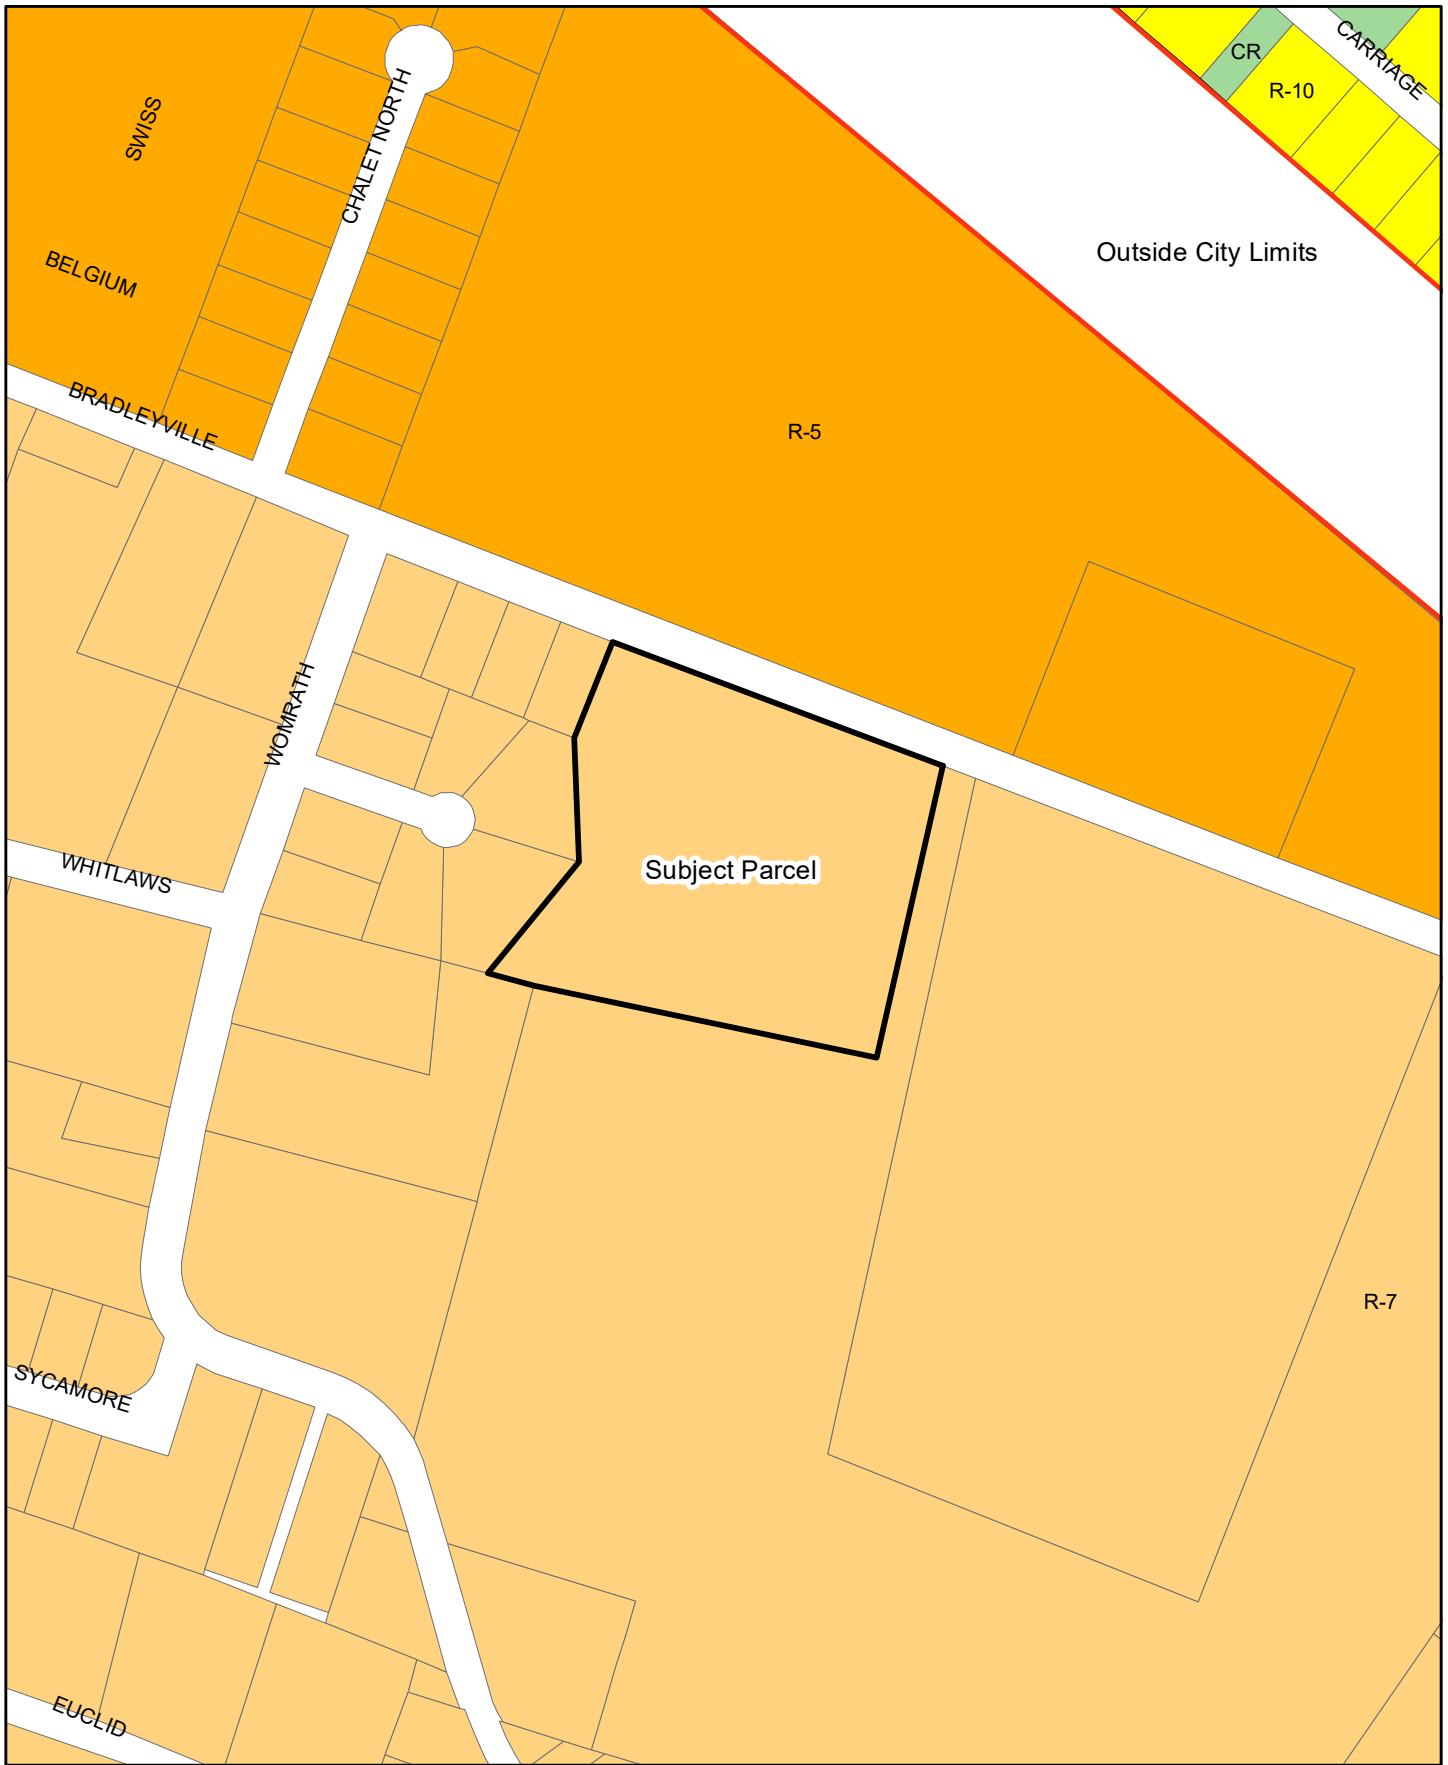 CARRIAGE
CR
R-10
SWISS
CHALET NORTH
Outside City Limits
BELGIUM
BRADLEYVILLE
R-5
WOMRATH
WHITLAWS
Subject Parcel
R-7
SYCAMORE
EUCLID